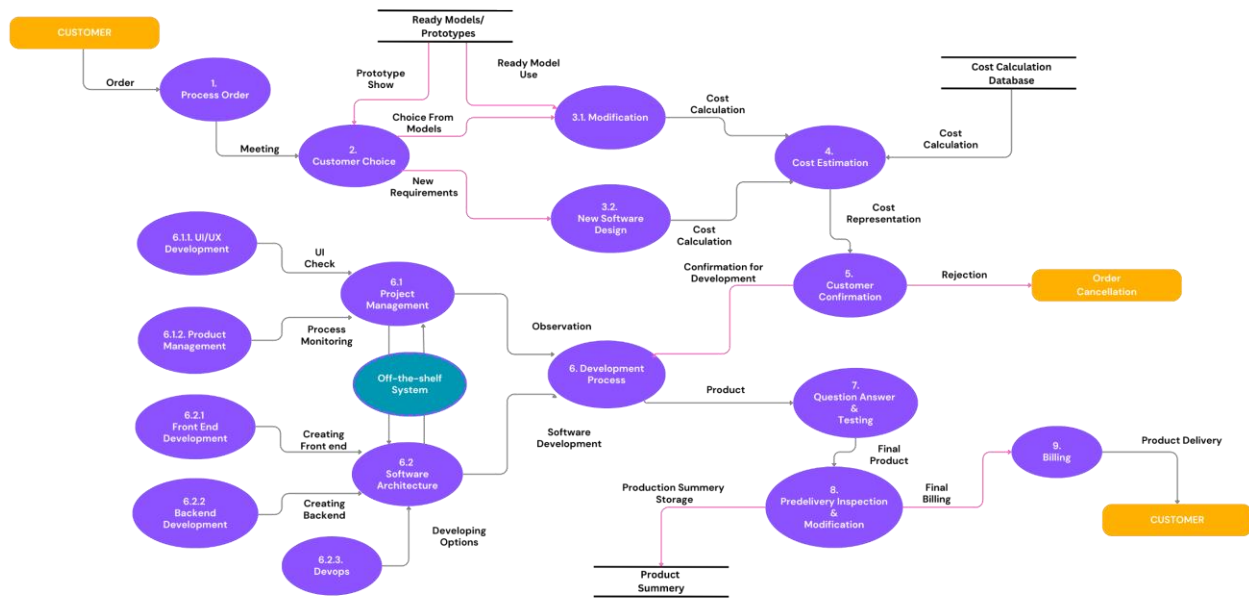 Ready Models/
Prototypes
CUSTOMER
Order
1.
Process Order
Prototype
Show
Ready Model
Use
Cost Calculation
Database
Choice From
Models
3.1. Modification
Cost
Calculation
Meeting
2.
Customer Choice
4.
Cost Estimation
Cost
Calculation
New
Requirements
3.2.
New Software
Design
Cost
Calculation
Cost
Representation
6.1.1. UI/UX
Development
UI
Check
6.1
Project
Management
Confirmation for
Development
5.
Customer
Confirmation
Rejection
Order
Cancellation
6.1.2. Product
Management
Process
Monitoring
Observation
Off-the-shelf
System
6. Development
Process
Product
7.
Question Answer
&
Testing
6.2.1
Front End
Development
Creating
Front end
Software
Development
6.2
Software
Architecture
Final
Product
9.
Billing
Product Delivery
6.2.2
Backend
Development
Creating
Backend
Production Summery
Storage
8.
Predelivery Inspection
&
Modification
Final
Billing
CUSTOMER
6.2.3.
Devops
Developing
Options
Product
Summery